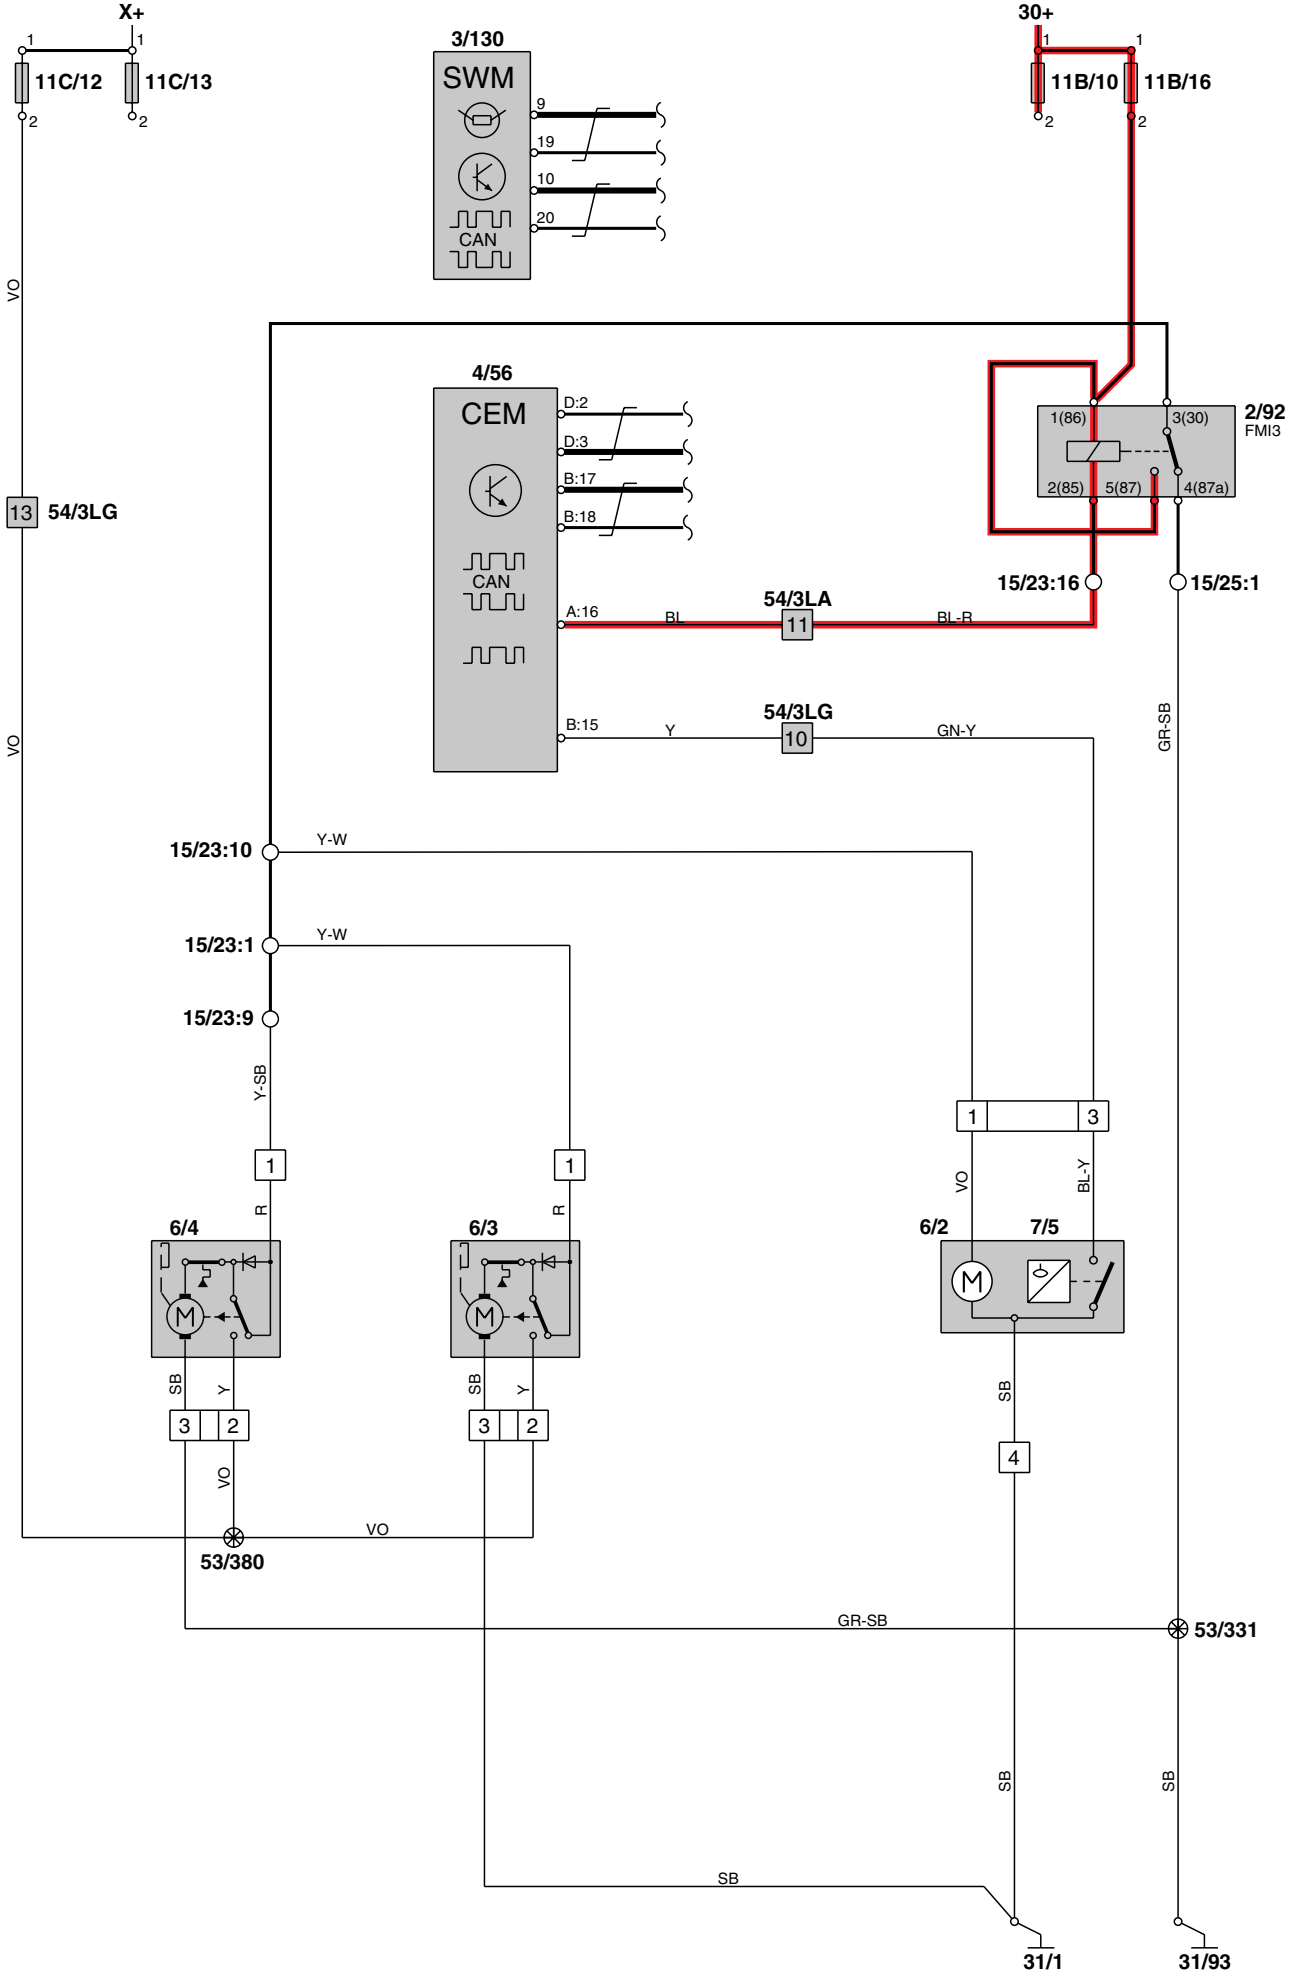 X+
30+
1
1
11C/12
11C/13
2
2
3/130
SWM
9
19
10
20
CAN
1
1
11B/10
11B/16
2
2
VO
4/56
CEM
D:2
D:3
B:17
B:18
CAN
A:16
B:15
1(86)
3(30)
2(85)
5(87)
4(87a)
2/92
FMI3
13
54/3LG
15/23:16
15/25:1
BL
54/3LA
11
BL-R
54/3LG
Y
10
GN-Y
GR-SB
VO
15/23:10
Y-W
15/23:1
Y-W
15/23:9
Y-SB
1
3
1
1
VO
BL-Y
R
R
6/4
6/3
6/2
7/5
M
M
M
SB
Y
SB
Y
SB
3
2
3
2
4
VO
VO
53/380
GR-SB
53/331
SB
SB
SB
31/1
31/93